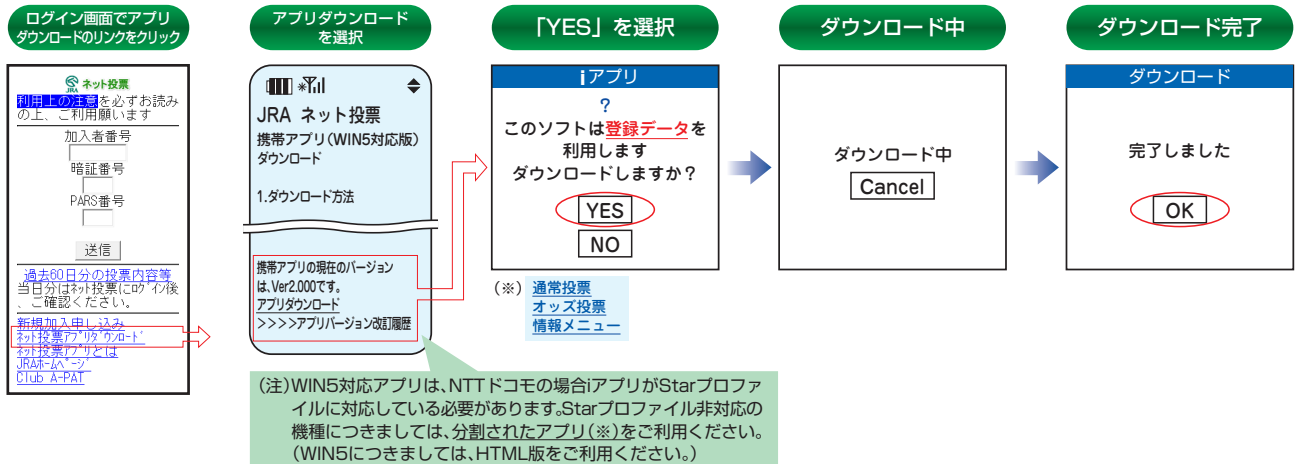 ログイン画面でアプリ
ダウンロードのリンクをクリック
JRA ネット投票
利用上の注意を必ずお読み
の上、ご利用願います
加入者番号
暗証番号
PARS番号
送信
過去60日分の投票内容等
当日分はﾈｯﾄ投票にﾛｸﾞｲﾝ後
、ご確認ください。
新規加入申し込み
ﾈｯﾄ投票ｱﾌﾟﾘﾀﾞｳﾝﾛｰﾄﾞ
ﾈｯﾄ投票ｱﾌﾟﾘとは
JRAﾎｰﾑﾍﾟｰｼﾞ
Club A-PAT
アプリダウンロード
を選択
JRA ネット投票
携帯アプリ(WIN5対応版)
ダウンロード
1.ダウンロード方法
携帯アプリの現在のバージョン
は、Ver2.000です。
アプリダウンロード
>>>>アプリバージョン改訂履歴
「YES」を選択
iアプリ
?
このソフトは登録データを
利用します
ダウンロードしますか?
YES
NO
(※) 通常投票
オッズ投票
情報メニュー
ダウンロード中
ダウンロード中
Cancel
ダウンロード完了
ダウンロード
完了しました
OK
(注)WIN5対応アプリは、NTTドコモの場合iアプリがStarプロファ
イルに対応している必要があります。Starプロファイル非対応の
機種につきましては、分割されたアプリ(※)をご利用ください。
(WIN5につきましては、HTML版をご利用ください。)